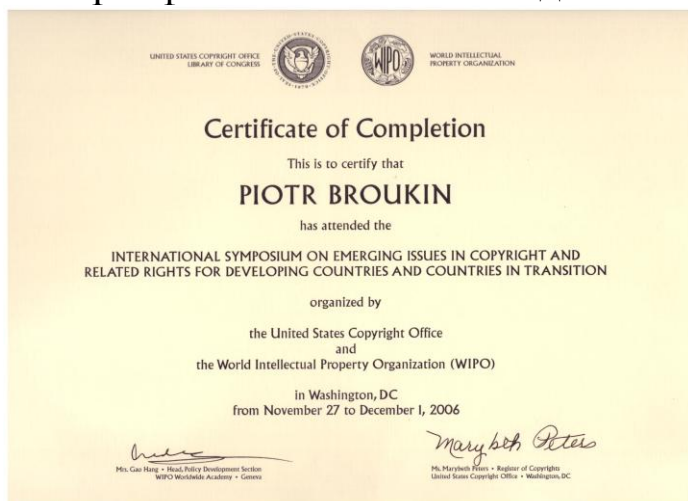 UNITED STATES COPYRIGHT OFFICE
LIBRARY OF CONGRESS
WIPO
WORLD INTELLECTUAL
PROPERTY ORGANIZATION
Certificate of Completion
This is to certify that
PIOTR BROUKIN
has attended the
INTERNATIONAL SYMPOSIUM ON EMERGING ISSUES IN COPYRIGHT AND
RELATED RIGHTS FOR DEVELOPING COUNTRIES AND COUNTRIES IN TRANSITION
organized by
the United States Copyright Office
and
the World Intellectual Property Organization (WIPO)
in Washington, DC
from November 27 to December 1, 2006
Marybeth Peters
Mrs. Gao Hang • Head, Policy Development Section
WIPO Worldwide Academy • Geneva
Ms. Marybeth Peters • Register of Copyrights
United States Copyright Office • Washington, DC